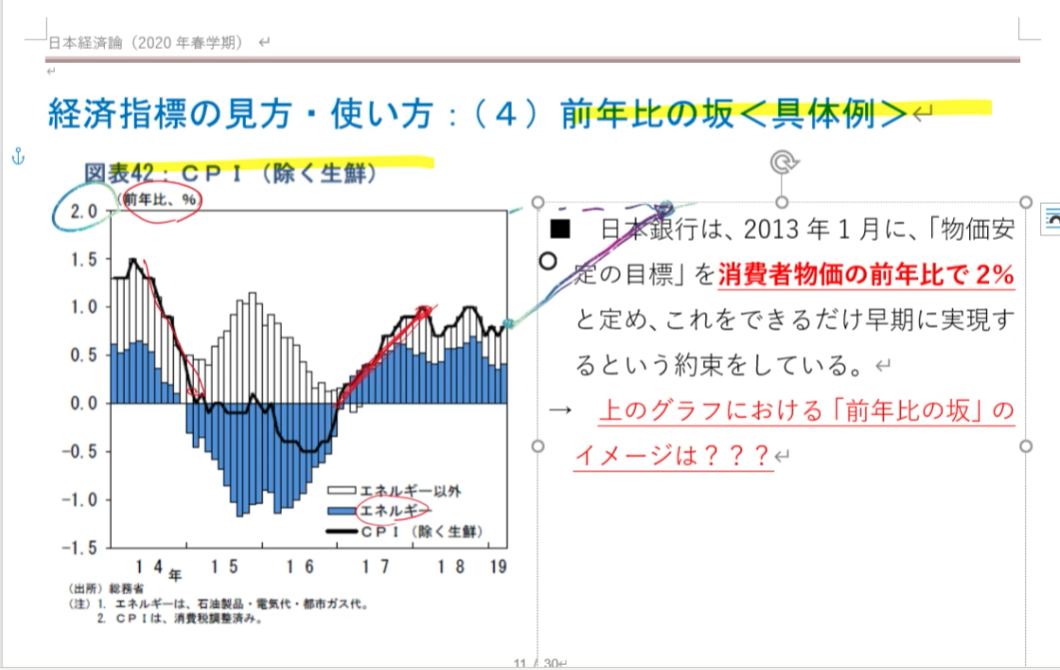 日本経済論（2020 年春学期）
経済指標の見方・使い方：（４）前年比の坂＜具体例＞
図表42：ＣＰＩ（除く生鮮）
（前年比、％）
2.0
1.5
1.0
0.5
0.0
−0.5
−1.0
−1.5
エネルギー以外
エネルギー
ＣＰＩ（除く生鮮）
14年 15 16 17 18 19
（出所）総務省
（注）1. エネルギーは、石油製品・電気代・都市ガス代。
2. ＣＰＩは、消費税調整済み。
■ 日本銀行は、2013 年 1 月に、「物価安
定の目標」を消費者物価の前年比で 2%
と定め、これをできるだけ早期に実現す
るという約束をしている。
→ 上のグラフにおける「前年比の坂」の
イメージは？？？
11 / 30